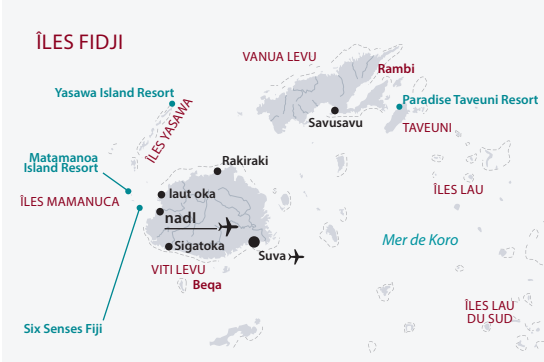 ÎLES FIDJI
VANUA LEVU
Rambi
Yasawa Island Resort
Paradise Taveuni Resort
Savusavu
TAVEUNI
ÎLES YASAWA
Matamanoa
Island Resort
Rakiraki
laut oka
ÎLES LAU
ÎLES MAMANUCA
nadI
Mer de Koro
Sigatoka
Suva
VITI LEVU
Beqa
ÎLES LAU
DU SUD
Six Senses Fiji